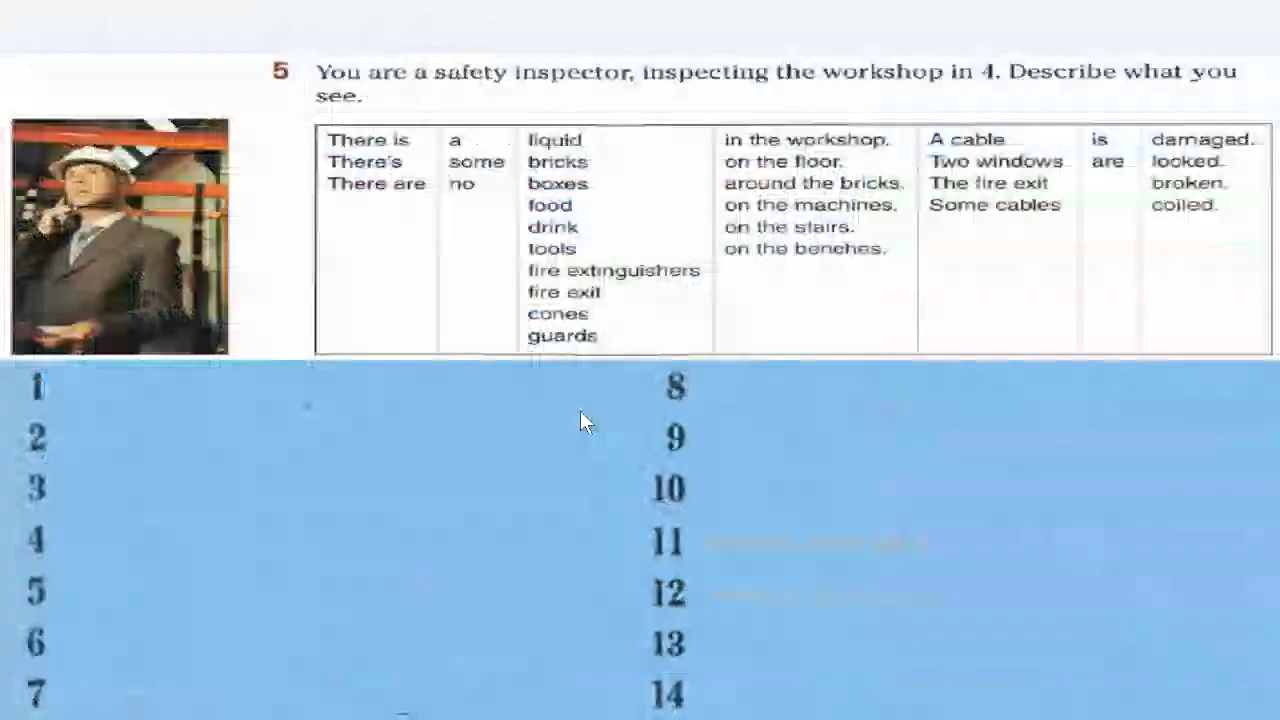 5 You are a safety inspector, inspecting the workshop in 4. Describe what you
see.
There is a liquid in the workshop. A cable is damaged.
There's some bricks on the floor. Two windows are locked.
There are no boxes around the bricks. The fire exit broken.
food on the machines. Some cables coiled.
drink on the stairs.
tools on the benches.
fire extinguishers
fire exit
cones
guards
1 8
2 9
3 10
4 11
5 12
6 13
7 14